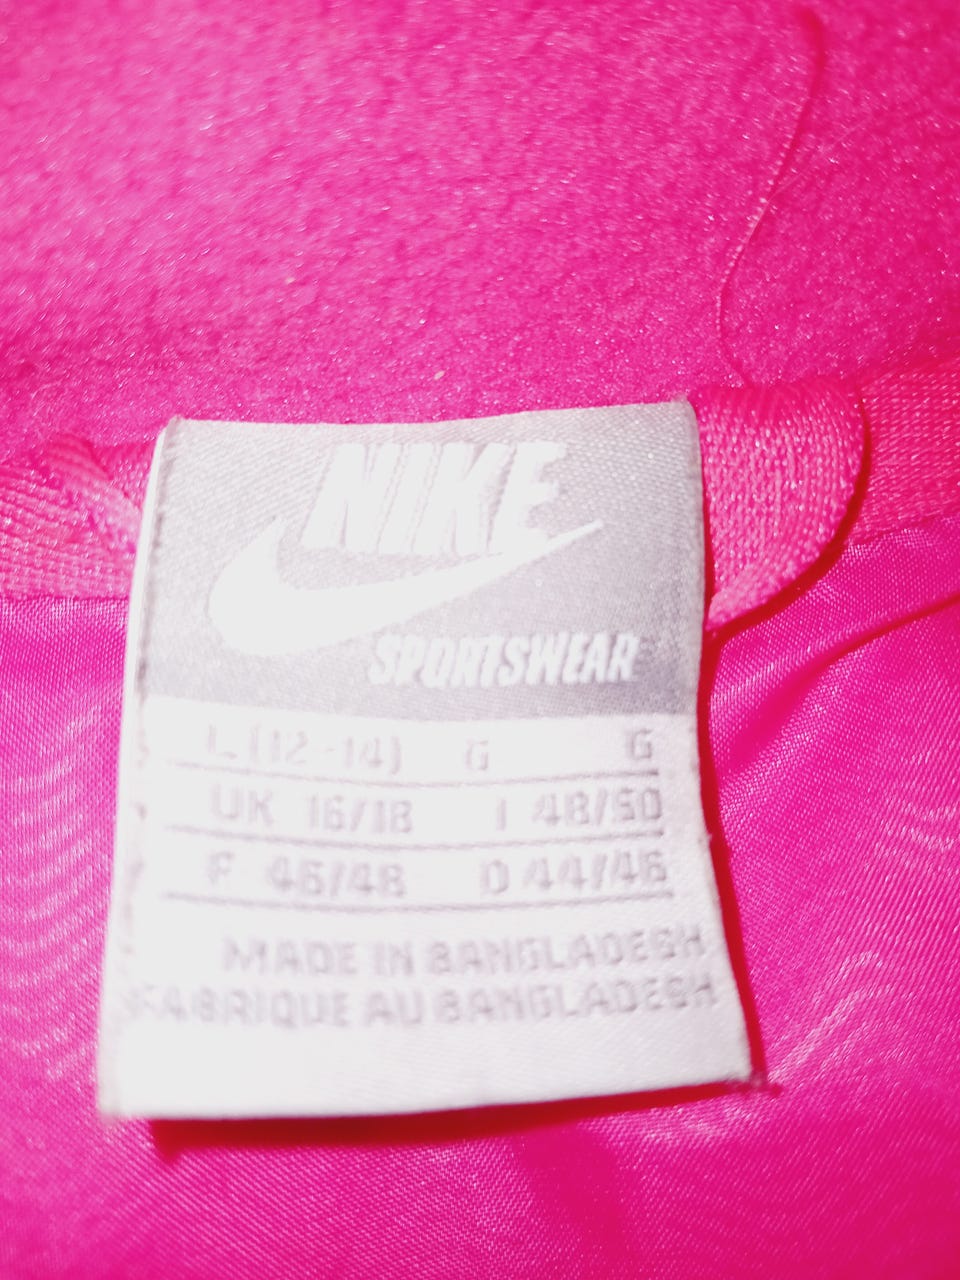 NIKE
SPORTSWEAR
L (12-14) G G
UK 16/18 I 48/50
F 46/48 D 44/46
MADE IN BANGLADESH
FABRIQUE AU BANGLADESH